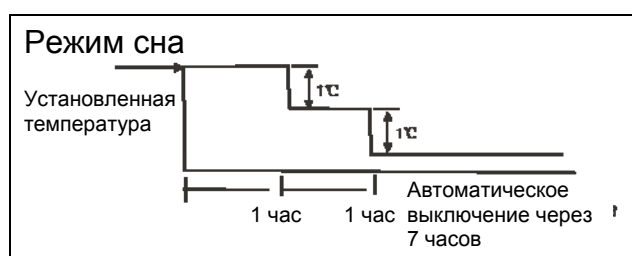 Режим сна
Установленная
температура
1℃
1℃
1 час
1 час
Автоматическое
выключение через
7 часов